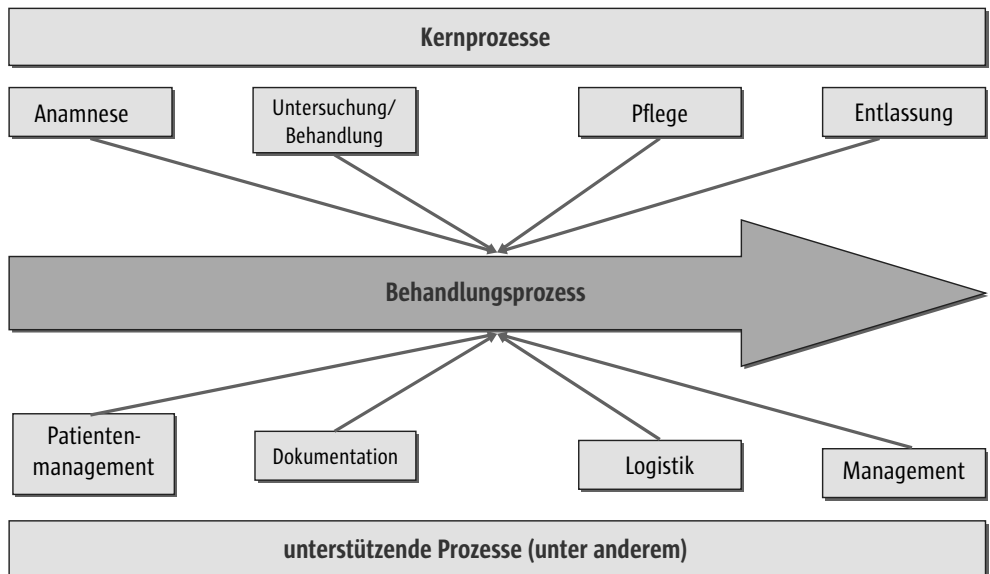 Kernprozesse
Anamnese
Untersuchung/
Behandlung
Pflege
Entlassung
Behandlungsprozess
Patienten-
management
Dokumentation
Logistik
Management
unterstützende Prozesse (unter anderem)